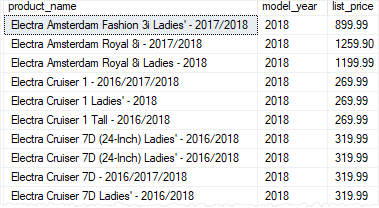 product_name model_year list_price
Electra Amsterdam Fashion 3i Ladies' - 2017/2018 2018 899.99
Electra Amsterdam Royal 8i - 2017/2018 2018 1259.90
Electra Amsterdam Royal 8i Ladies - 2018 2018 1199.99
Electra Cruiser 1 - 2016/2017/2018 2018 269.99
Electra Cruiser 1 Ladies' - 2018 2018 269.99
Electra Cruiser 1 Tall - 2016/2018 2018 269.99
Electra Cruiser 7D (24-Inch) Ladies' - 2016/2018 2018 319.99
Electra Cruiser 7D (24-Inch) Ladies' - 2016/2018 2018 319.99
Electra Cruiser 7D - 2016/2017/2018 2018 319.99
Electra Cruiser 7D Ladies' - 2016/2018 2018 319.99